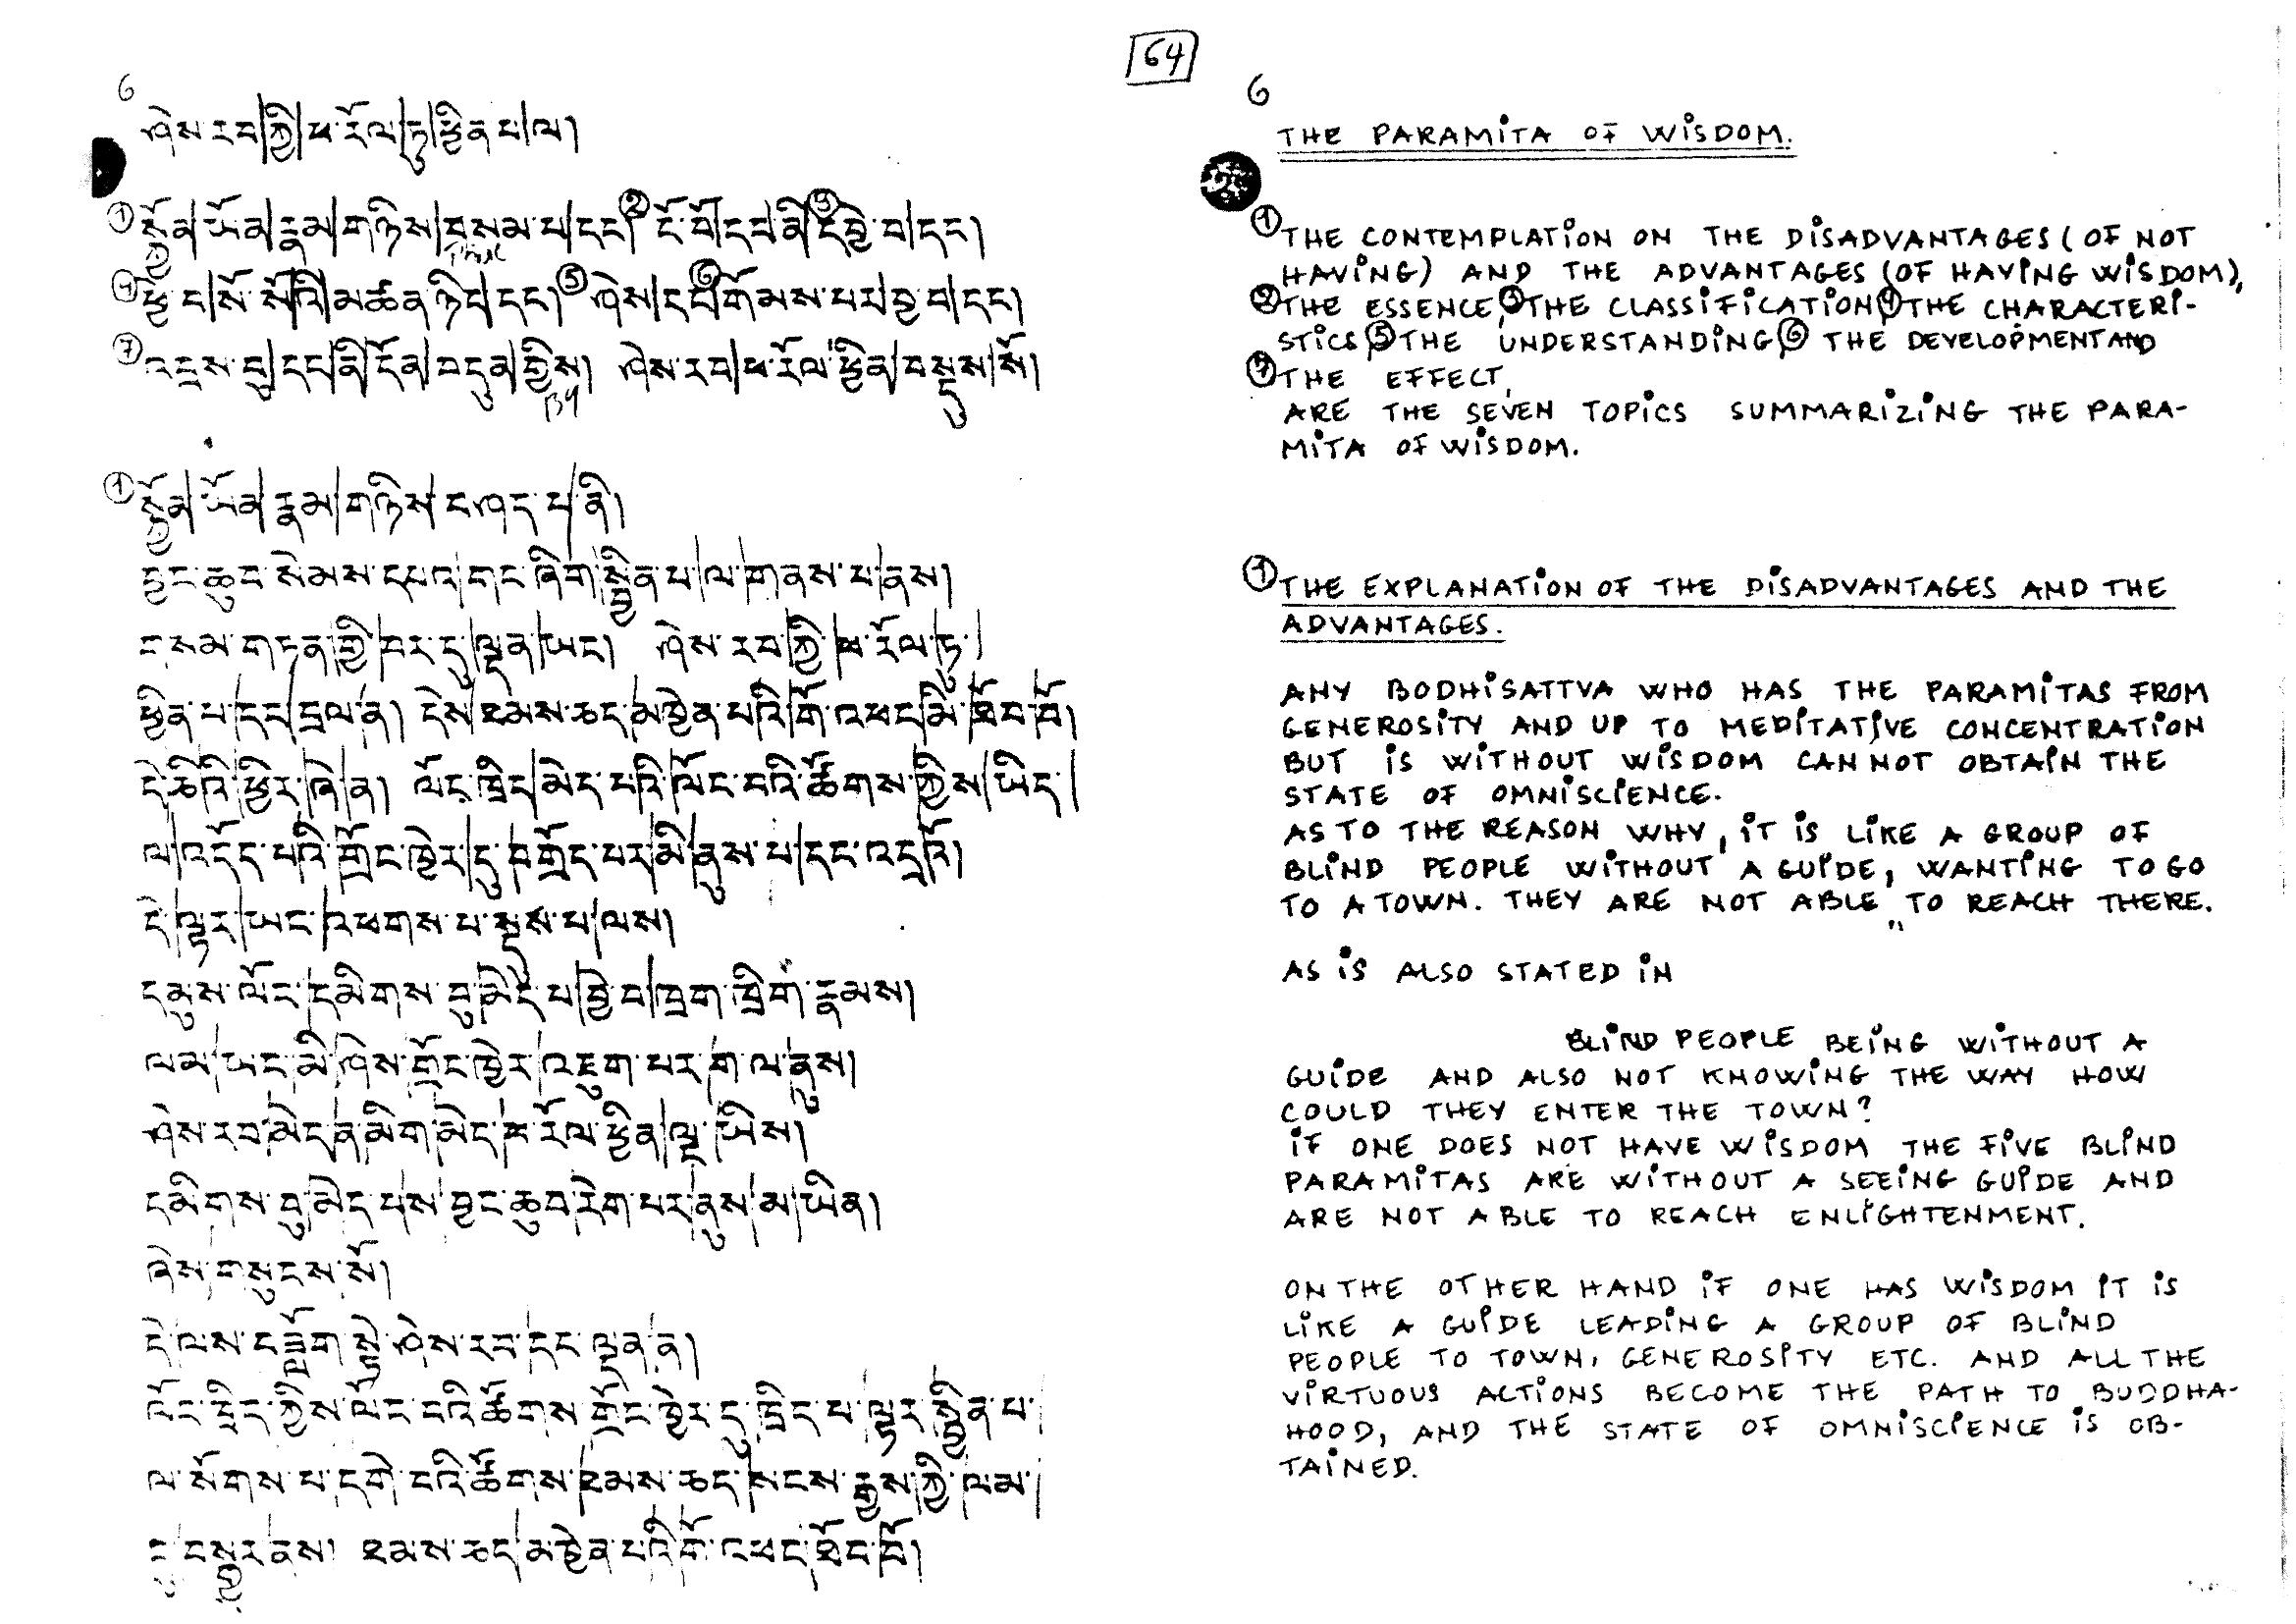 64
6
ཤེས་རབ་ཀྱི་ཕ་རོལ་ཏུ་ཕྱིན་པ་ལ།
① སྐྱོན་ཡོན་རྣམ་གཉིས་བསམ་པ་དང་ ② ངོ་བོ་དང་ནི་ ③ དབྱེ་བ་དང་།
④ ཕྱེ་བ་སོ་སོའི་མཚན་ཉིད་དང་། ⑤ ཤེས་ ⑥ དང་གོམས་པར་བྱ་བ་དང་།
⑦ འབྲས་བུ་དང་ནི་དོན་བདུན་གྱིས། ཤེས་རབ་ཕ་རོལ་ཕྱིན་བསྡུས་སོ།
BY
① སྐྱོན་ཡོན་རྣམ་གཉིས་བཤད་པ་ནི།
བྱང་ཆུབ་སེམས་དཔའ་གང་ཞིག་སྦྱིན་པ་ལ་གནས་པ་ནས།
བསམ་གཏན་གྱི་བར་དུ་ལྡན་ཡང་། ཤེས་རབ་ཀྱི་ཕ་རོལ་ཏུ་
ཕྱིན་པ་དང་བྲལ་ན། དེས་ཐམས་ཅད་མཁྱེན་པའི་གོ་འཕང་མི་ཐོབ་བོ།
དེ་ཅིའི་ཕྱིར་ཞེ་ན། ལོང་ཁྲིད་མེད་པའི་ལོང་བའི་ཚོགས་ཀྱིས་ཡིད་
ལ་འདོད་པའི་གྲོང་ཁྱེར་དུ་བགྲོད་པར་མི་ནུས་པ་དང་འདྲའོ།
དེ་ལྟར་ཡང་འཕགས་པ་སྡུད་པ་ལས།
དམུས་ལོང་དམིགས་བུ་མེད་པ་བྱེ་བ་ཁྲག་ཁྲིག་རྣམས།
ལམ་ཡང་མི་ཤེས་གྲོང་ཁྱེར་འཇུག་པར་ག་ལ་ནུས།
ཤེས་རབ་མེད་ན་མིག་མེད་ཕ་རོལ་ཕྱིན་ལྔ་ཡིས།
དམིགས་བུ་མེད་པས་བྱང་ཆུབ་རེག་པར་ནུས་མ་ཡིན།
ཞེས་གསུངས་སོ།
དེ་ལས་བཟློག་སྟེ་ཤེས་རབ་དང་ལྡན་ན།
ལོང་ཁྲིད་ཀྱིས་ལོང་བའི་ཚོགས་གྲོང་ཁྱེར་དུ་ཁྲིད་པ་ལྟར་སྦྱིན་པ་
ལ་སོགས་པ་དགེ་བའི་ཚོགས་ཐམས་ཅད་སངས་རྒྱས་ཀྱི་ལམ་
དུ་བསྒྱུར་ནས། ཐམས་ཅད་མཁྱེན་པའི་གོ་འཕང་ཐོབ་བོ།
6
THE PARAMITA OF WISDOM.
① THE CONTEMPLATION ON THE DISADVANTAGES (OF NOT
HAVING) AND THE ADVANTAGES (OF HAVING WISDOM),
② THE ESSENCE, ③ THE CLASSIFICATION, ④ THE CHARACTERI-
STICS, ⑤ THE UNDERSTANDING, ⑥ THE DEVELOPMENT AND
⑦ THE EFFECT,
ARE THE SEVEN TOPICS SUMMARIZING THE PARA-
MITA OF WISDOM.
① THE EXPLANATION OF THE DISADVANTAGES AND THE
ADVANTAGES.
ANY BODHISATTVA WHO HAS THE PARAMITAS FROM
GENEROSITY AND UP TO MEDITATIVE CONCENTRATION
BUT IS WITHOUT WISDOM CANNOT OBTAIN THE
STATE OF OMNISCIENCE.
AS TO THE REASON WHY, IT IS LIKE A GROUP OF
BLIND PEOPLE WITHOUT A GUIDE, WANTING TO GO
TO A TOWN. THEY ARE NOT ABLE TO REACH THERE.
AS IS ALSO STATED IN
BLIND PEOPLE BEING WITHOUT A
GUIDE AND ALSO NOT KNOWING THE WAY HOW
COULD THEY ENTER THE TOWN?
IF ONE DOES NOT HAVE WISDOM THE FIVE BLIND
PARAMITAS ARE WITHOUT A SEEING GUIDE AND
ARE NOT ABLE TO REACH ENLIGHTENMENT.
ON THE OTHER HAND IF ONE HAS WISDOM IT IS
LIKE A GUIDE LEADING A GROUP OF BLIND
PEOPLE TO TOWN, GENEROSITY ETC. AND ALL THE
VIRTUOUS ACTIONS BECOME THE PATH TO BUDDHA-
HOOD, AND THE STATE OF OMNISCIENCE IS OB-
TAINED.